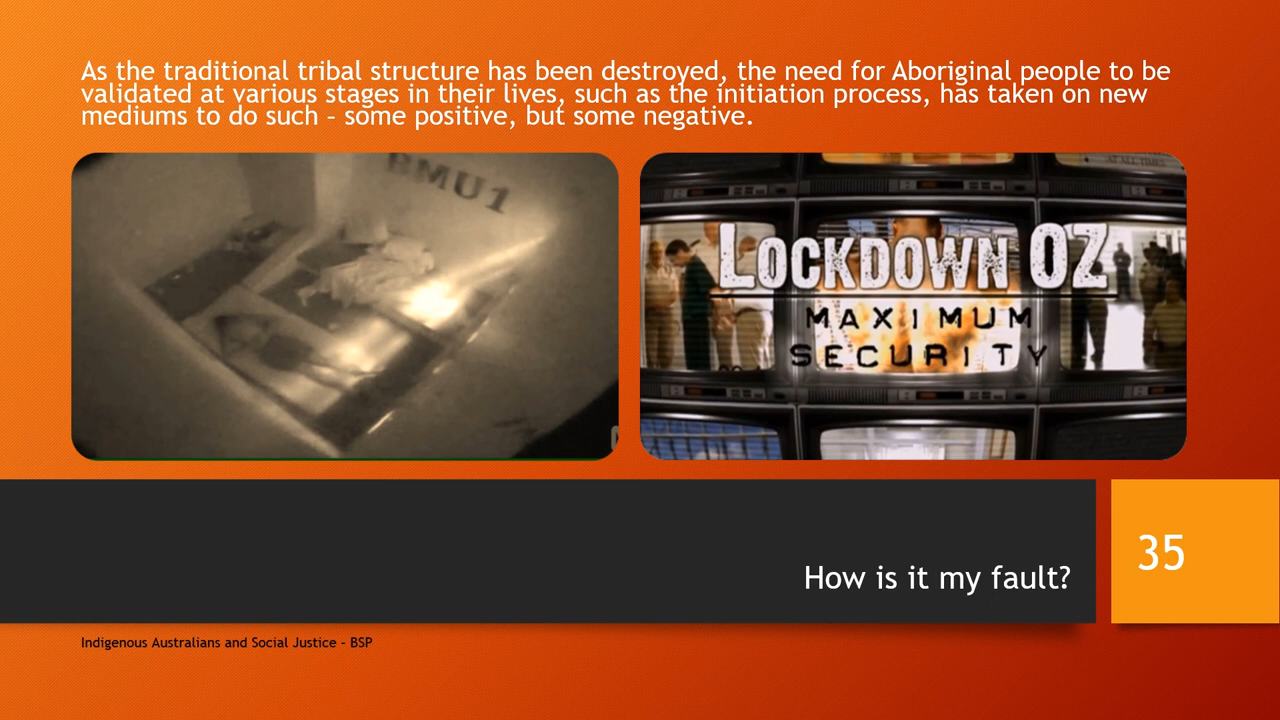 As the traditional tribal structure has been destroyed, the need for Aboriginal people to be
validated at various stages in their lives, such as the initiation process, has taken on new
mediums to do such – some positive, but some negative.
BMU1
AT ALL TIMES
LOCKDOWN OZ
MAXIMUM
SECURITY
How is it my fault?
35
Indigenous Australians and Social Justice - BSP